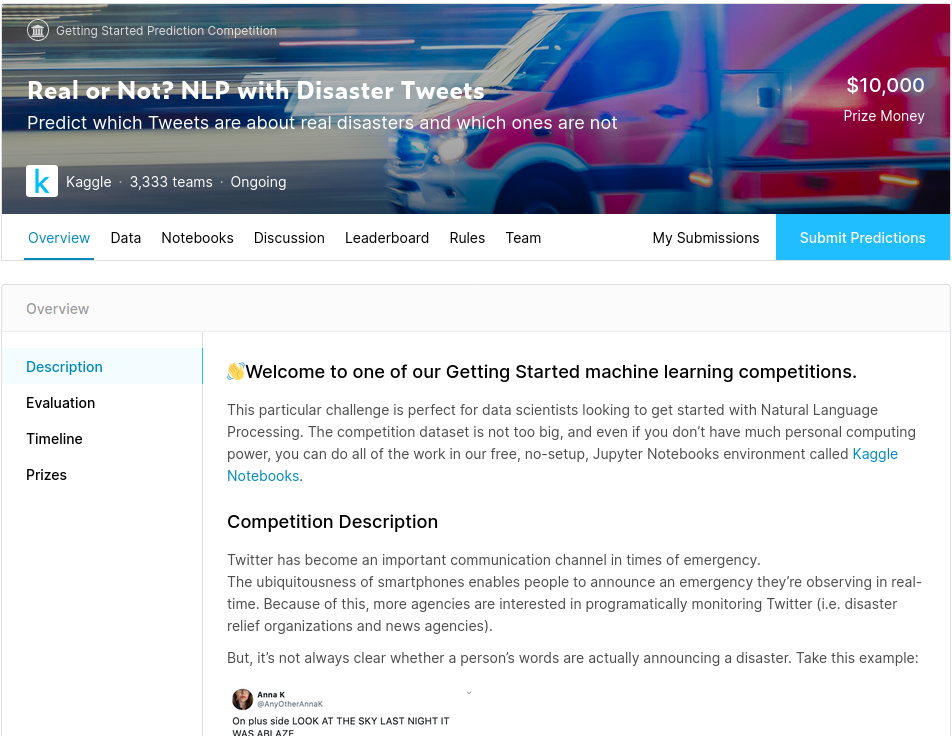 Getting Started Prediction Competition
Real or Not? NLP with Disaster Tweets
Predict which Tweets are about real disasters and which ones are not
$10,000
Prize Money
k Kaggle · 3,333 teams · Ongoing
Overview Data Notebooks Discussion Leaderboard Rules Team My Submissions Submit Predictions
Overview
Description
Evaluation
Timeline
Prizes
👋Welcome to one of our Getting Started machine learning competitions.
This particular challenge is perfect for data scientists looking to get started with Natural Language
Processing. The competition dataset is not too big, and even if you don’t have much personal computing
power, you can do all of the work in our free, no-setup, Jupyter Notebooks environment called Kaggle
Notebooks.
Competition Description
Twitter has become an important communication channel in times of emergency.
The ubiquitousness of smartphones enables people to announce an emergency they’re observing in real-
time. Because of this, more agencies are interested in programatically monitoring Twitter (i.e. disaster
relief organizations and news agencies).
But, it’s not always clear whether a person’s words are actually announcing a disaster. Take this example:
Anna K
@AnyOtherAnnaK
On plus side LOOK AT THE SKY LAST NIGHT IT
WAS ABLAZE